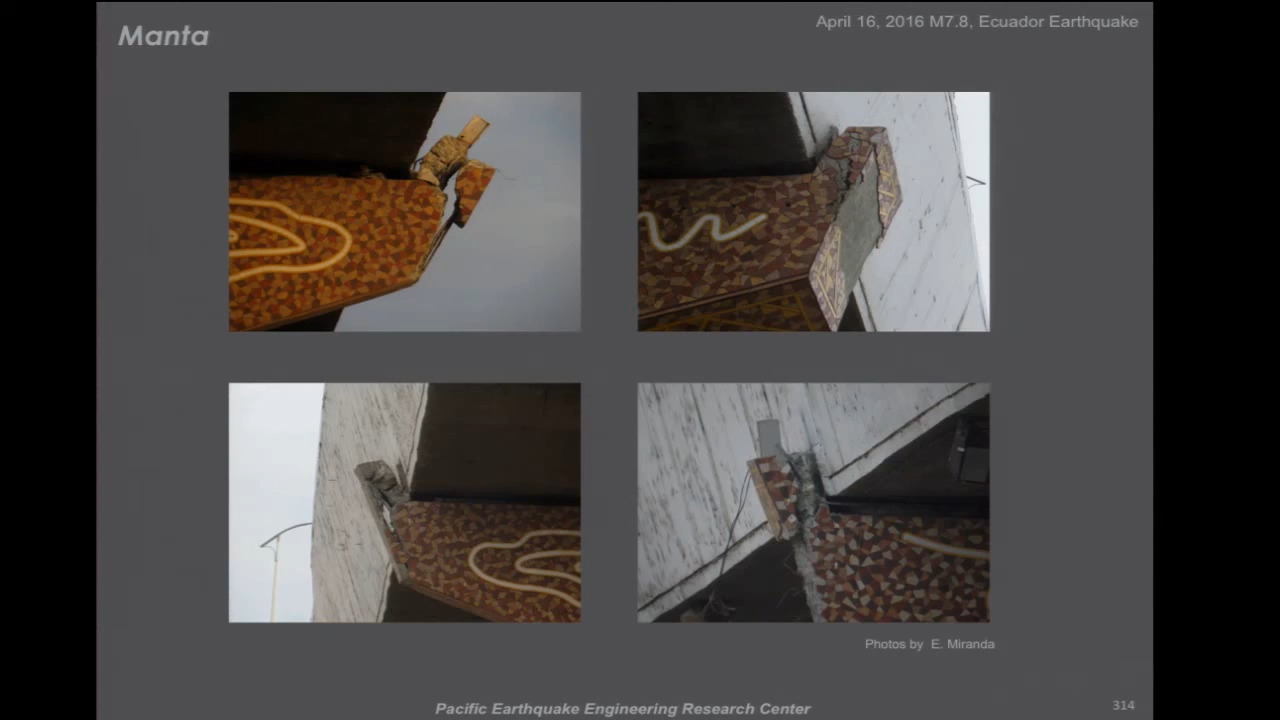 Manta
April 16, 2016 M7.8, Ecuador Earthquake
Photos by E. Miranda
Pacific Earthquake Engineering Research Center
314